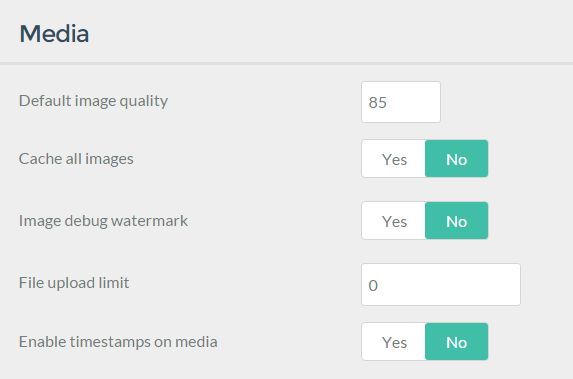 Media
Default image quality 85
Cache all images Yes No
Image debug watermark Yes No
File upload limit 0
Enable timestamps on media Yes No